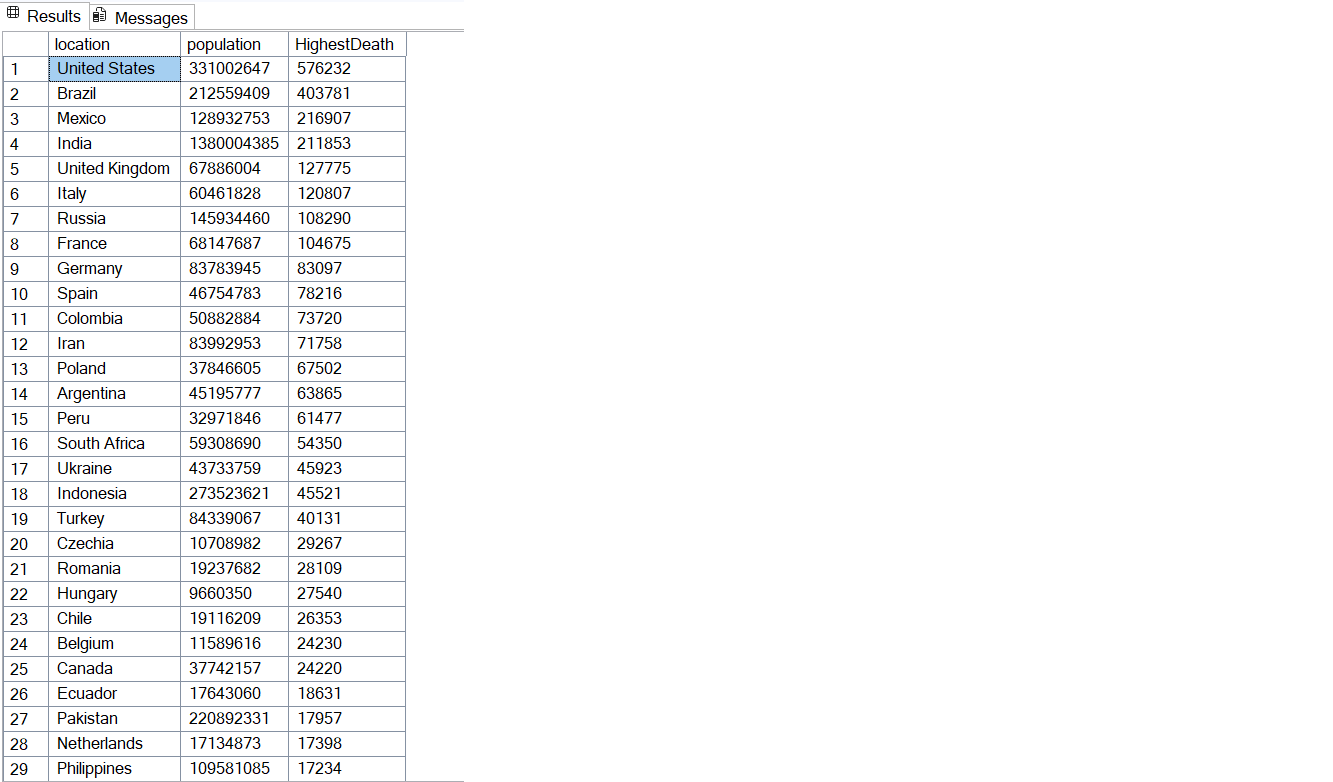 Results Messages
location population HighestDeath
1 United States 331002647 576232
2 Brazil 212559409 403781
3 Mexico 128932753 216907
4 India 1380004385 211853
5 United Kingdom 67886004 127775
6 Italy 60461828 120807
7 Russia 145934460 108290
8 France 68147687 104675
9 Germany 83783945 83097
10 Spain 46754783 78216
11 Colombia 50882884 73720
12 Iran 83992953 71758
13 Poland 37846605 67502
14 Argentina 45195777 63865
15 Peru 32971846 61477
16 South Africa 59308690 54350
17 Ukraine 43733759 45923
18 Indonesia 273523621 45521
19 Turkey 84339067 40131
20 Czechia 10708982 29267
21 Romania 19237682 28109
22 Hungary 9660350 27540
23 Chile 19116209 26353
24 Belgium 11589616 24230
25 Canada 37742157 24220
26 Ecuador 17643060 18631
27 Pakistan 220892331 17957
28 Netherlands 17134873 17398
29 Philippines 109581085 17234